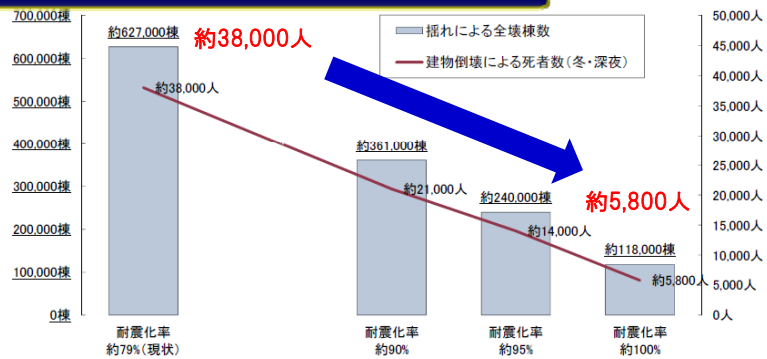 700,000棟
600,000棟
500,000棟
400,000棟
300,000棟
200,000棟
100,000棟
0棟
50,000人
45,000人
40,000人
35,000人
30,000人
25,000人
20,000人
15,000人
10,000人
5,000人
0人
揺れによる全壊棟数
建物倒壊による死者数(冬・深夜)
約627,000棟
約38,000人
約38,000人
約361,000棟
約21,000人
約240,000棟
約14,000人
約5,800人
約118,000棟
約5,800人
耐震化率
約79%(現状)
耐震化率
約90%
耐震化率
約95%
耐震化率
約100%